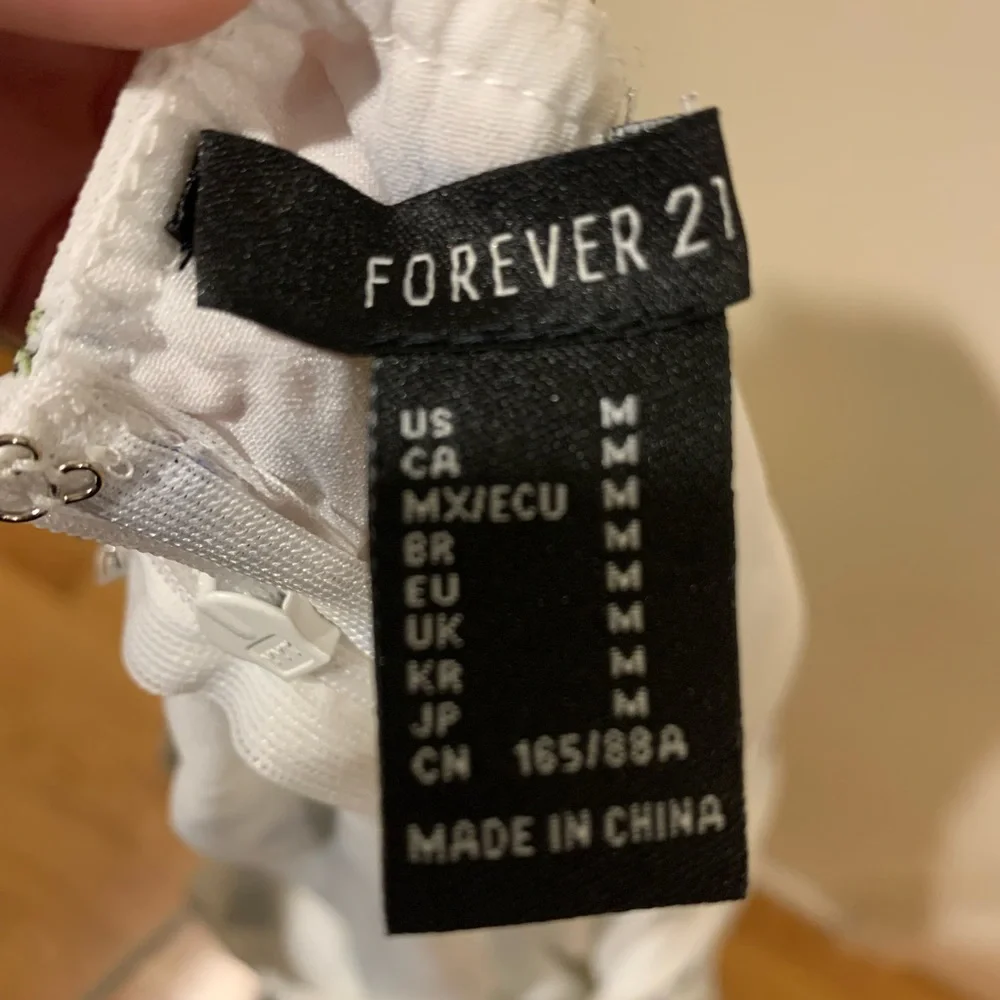 FOREVER 21
US M
CA M
MX/ECU M
BR M
EU M
UK M
KR M
JP M
CN 165/88A
MADE IN CHINA